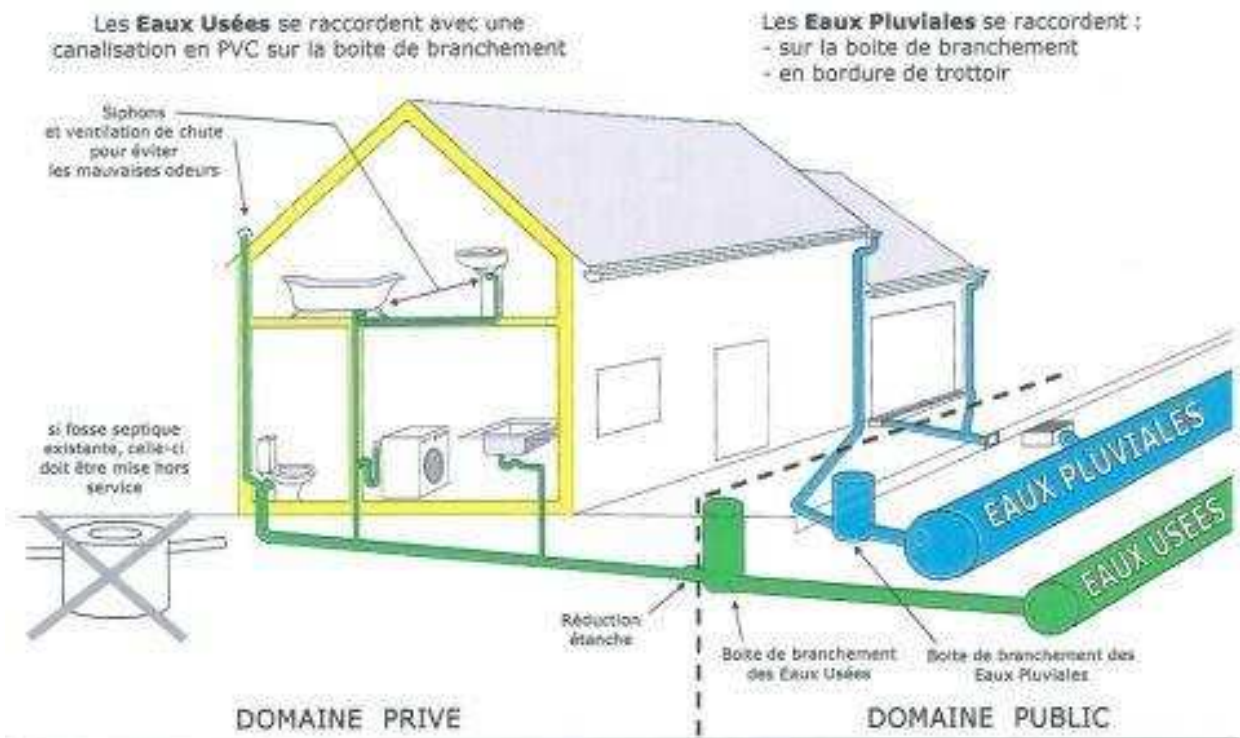 Les Eaux Usées se raccordent avec une
canalisation en PVC sur la boite de branchement
Les Eaux Pluviales se raccordent :
- sur la boite de branchement
- en bordure de trottoir
Siphons
et ventilation de chute
pour éviter
les mauvaises odeurs
si fosse septique
existante, celle-ci
doit être mise hors
service
EAUX PLUVIALES
EAUX USÉES
Réduction
étanche
Boite de branchement
des Eaux Usées
Boite de branchement des
Eaux Pluviales
DOMAINE PRIVE
DOMAINE PUBLIC